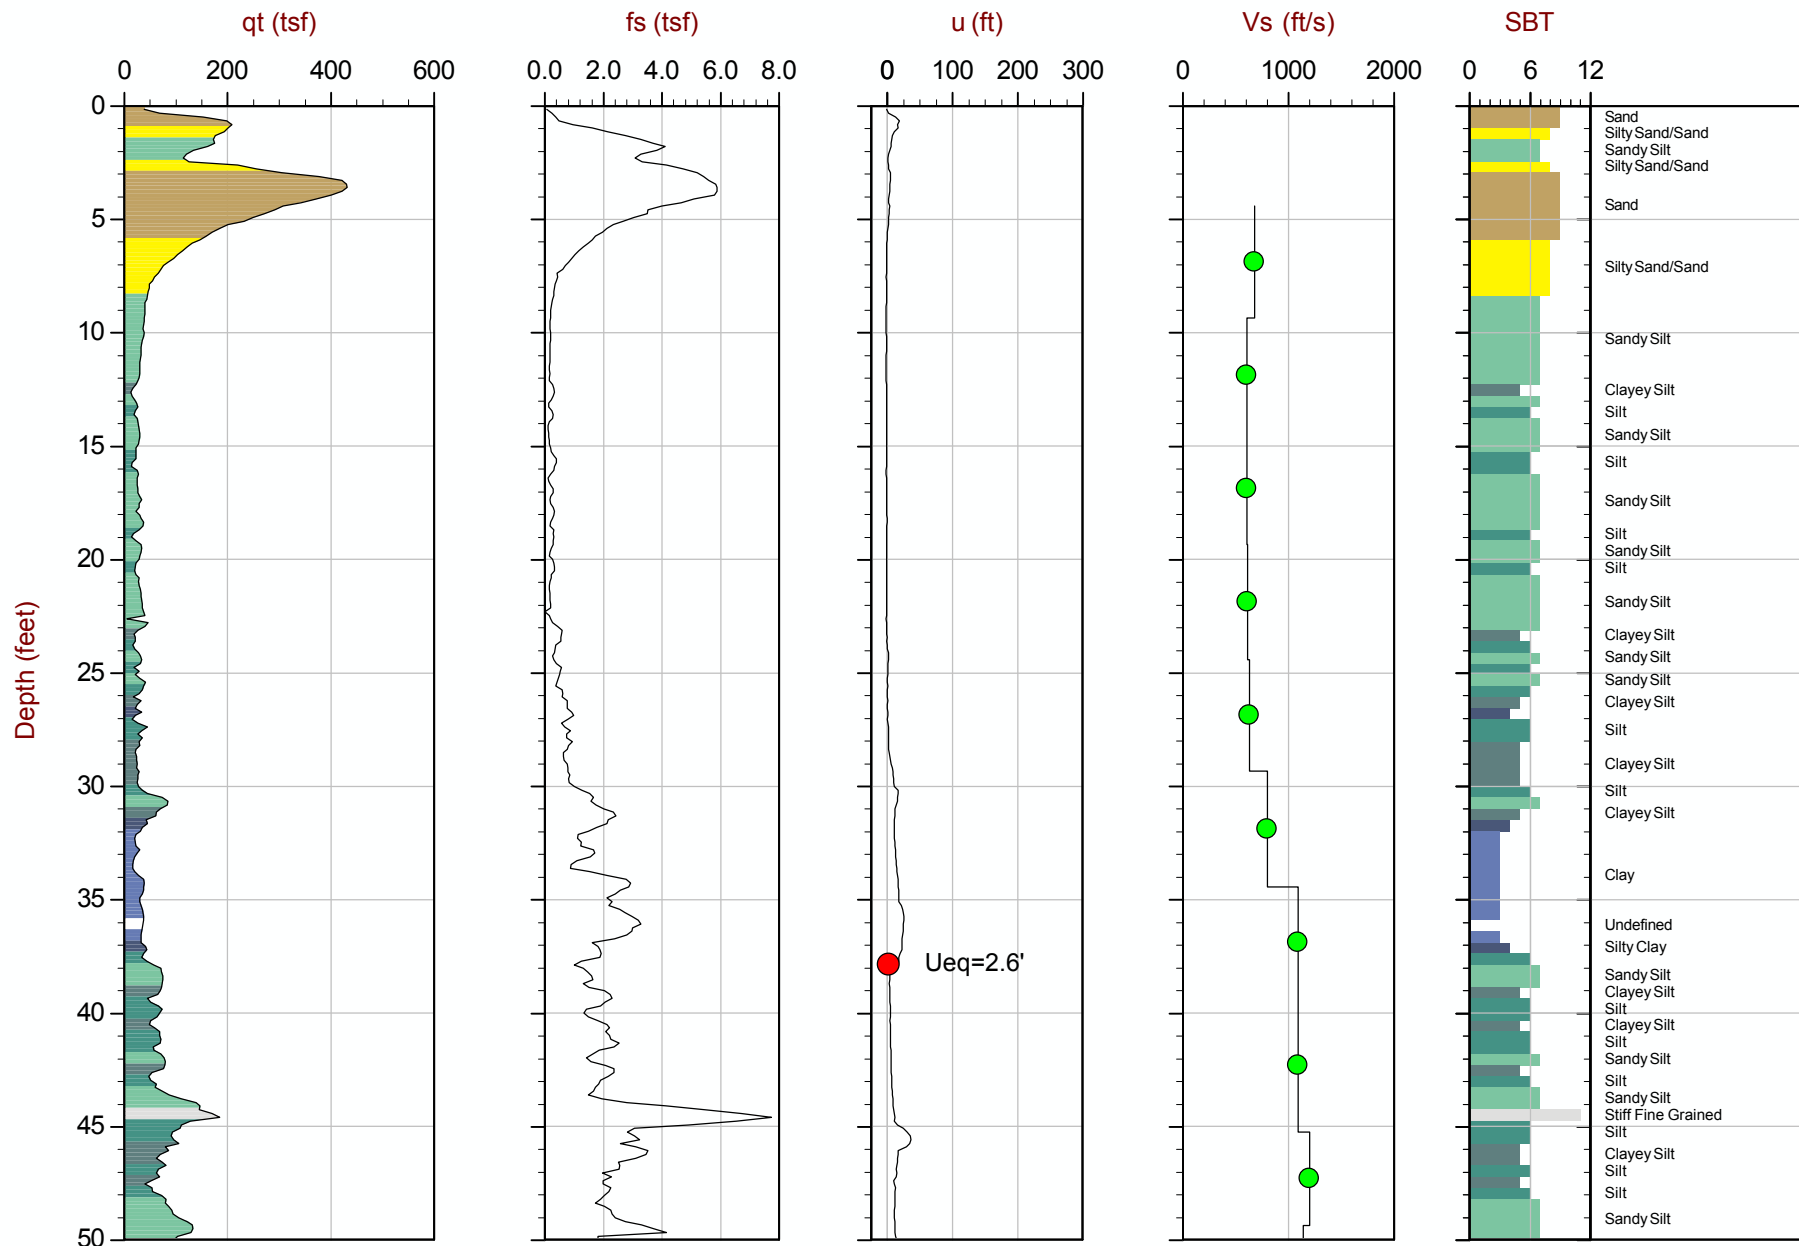 qt (tsf) fs (tsf) u (ft) Vs (ft/s) SBT
0 200 400 600 0.0 2.0 4.0 6.0 8.0 0 100 200 300 0 1000 2000 0 6 12
0
Sand
Silty Sand/Sand
Sandy Silt
Silty Sand/Sand
Sand
5
Silty Sand/Sand
10
Sandy Silt
Clayey Silt
Silt
Sandy Silt
15
Silt
Sandy Silt
Silt
Sandy Silt
20
Silt
Sandy Silt
Clayey Silt
Sandy Silt
25
Sandy Silt
Clayey Silt
Silt
Clayey Silt
30
Silt
Clayey Silt
Clay
35
Undefined
Silty Clay
Ueq=2.6'
Sandy Silt
Clayey Silt
Silt
40
Clayey Silt
Silt
Sandy Silt
Silt
Sandy Silt
Stiff Fine Grained
45
Silt
Clayey Silt
Silt
Silt
Sandy Silt
50
Depth (feet)